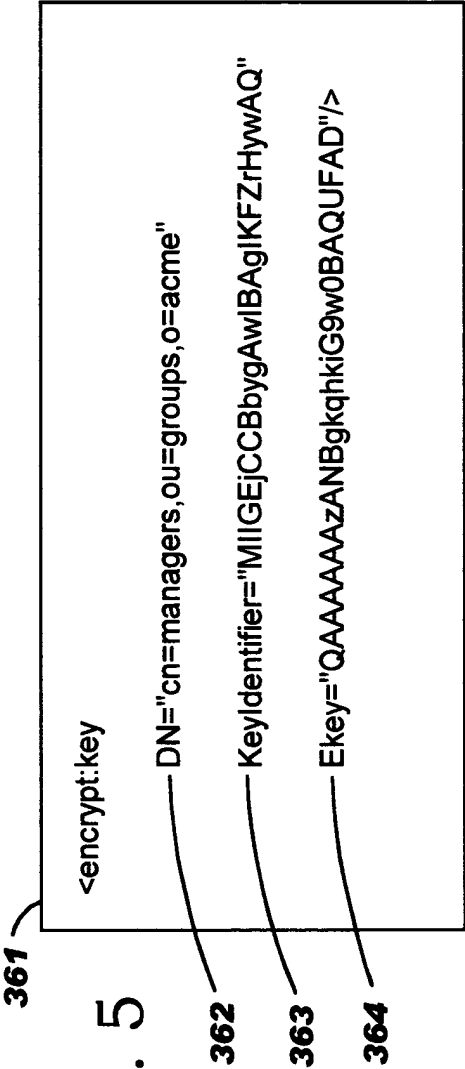 361
<encrypt:key
362 DN="cn=managers,ou=groups,o=acme"
363 KeyIdentifier="MIIGEjCCBbygAwIBAgIKFZrHywAQ"
364 Ekey="QAAAAAAzANBgkqhkiG9w0BAQUFAD"/>
. 5